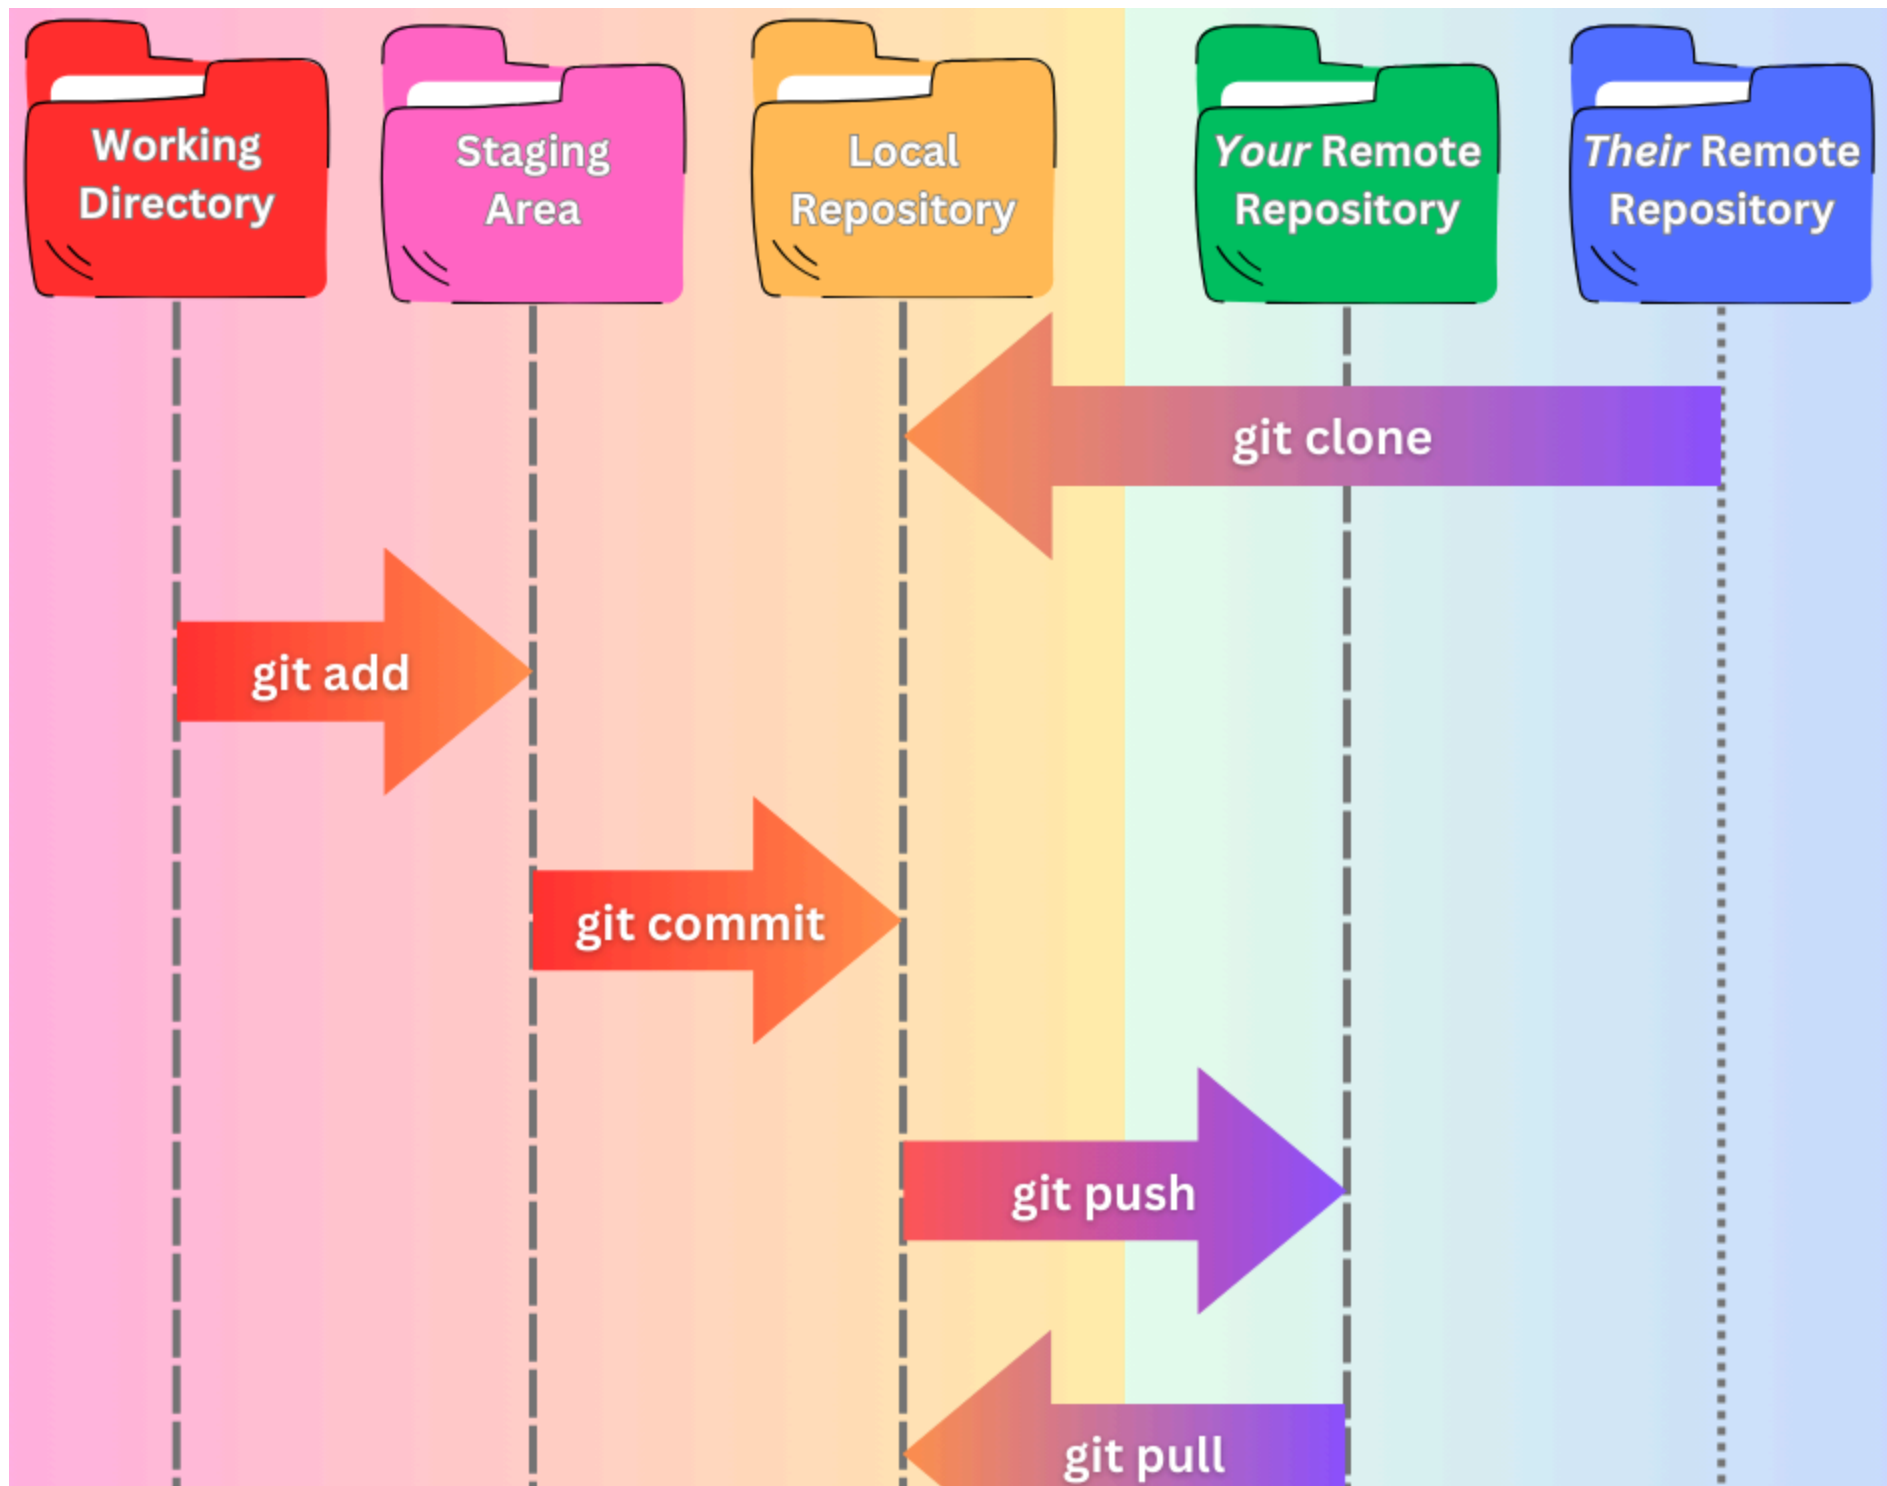 Working
Directory
Staging
Area
Local
Repository
Your Remote
Repository
Their Remote
Repository
git clone
git add
git commit
git push
git pull